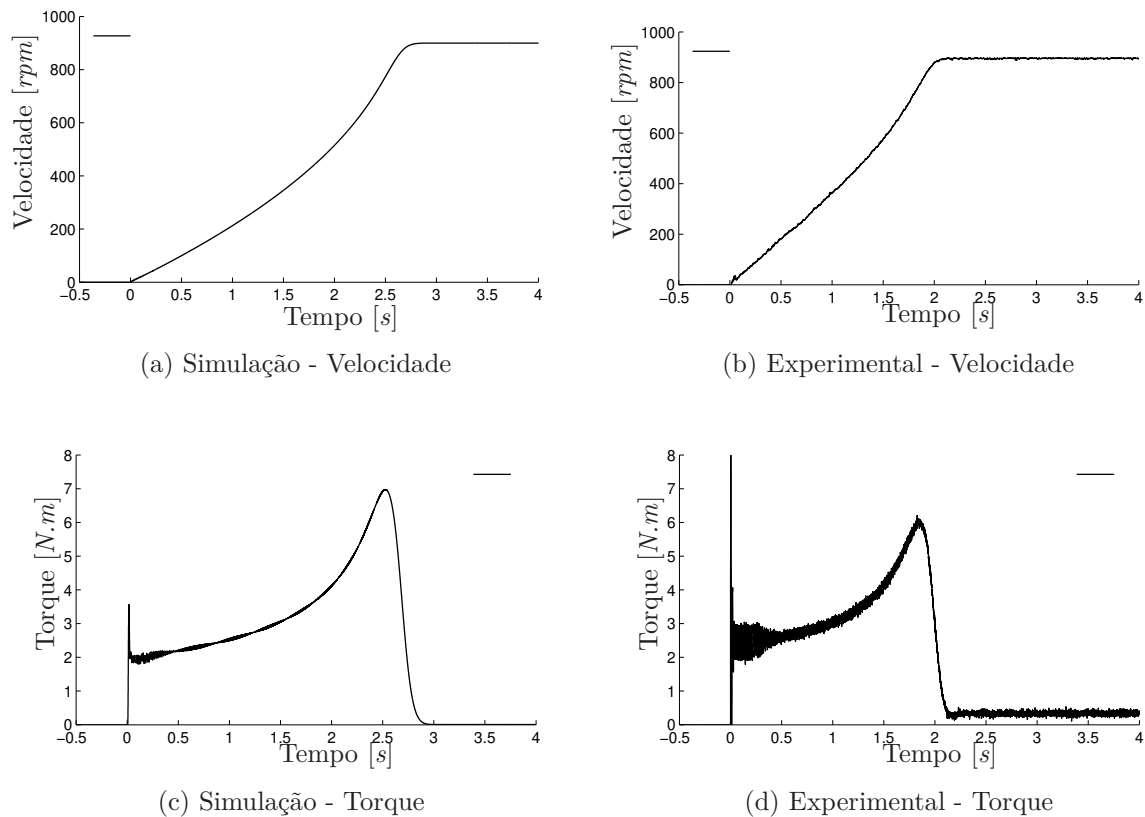 1000
800
600
400
200
0
−0.5 0 0.5 1 1.5 2 2.5 3 3.5 4
Velocidade [rpm]
Tempo [s]
(a) Simulação - Velocidade
1000
800
600
400
200
0
−0.5 0 0.5 1 1.5 2 2.5 3 3.5 4
Velocidade [rpm]
Tempo [s]
(b) Experimental - Velocidade
8
7
6
5
4
3
2
1
0
−0.5 0 0.5 1 1.5 2 2.5 3 3.5 4
Torque [N.m]
Tempo [s]
(c) Simulação - Torque
8
7
6
5
4
3
2
1
0
−0.5 0 0.5 1 1.5 2 2.5 3 3.5 4
Torque [N.m]
Tempo [s]
(d) Experimental - Torque